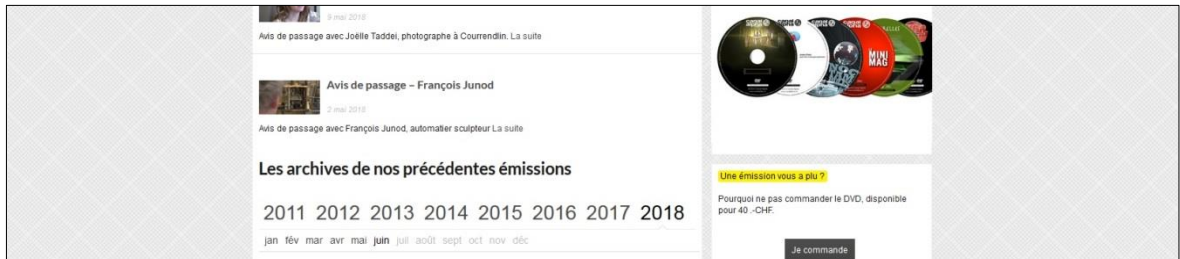 9 mai 2018
Avis de passage avec Joëlle Taddei, photographe à Courrendlin. La suite
Avis de passage – François Junod
2 mai 2018
Avis de passage avec François Junod, automatier sculpteur La suite
Les archives de nos précédentes émissions
2011 2012 2013 2014 2015 2016 2017 2018
jan fév mar avr mai juin juil août sept oct nov déc
MINI
MAG
Une émission vous a plu ?
Pourquoi ne pas commander le DVD, disponible
pour 40 .-CHF.
Je commande